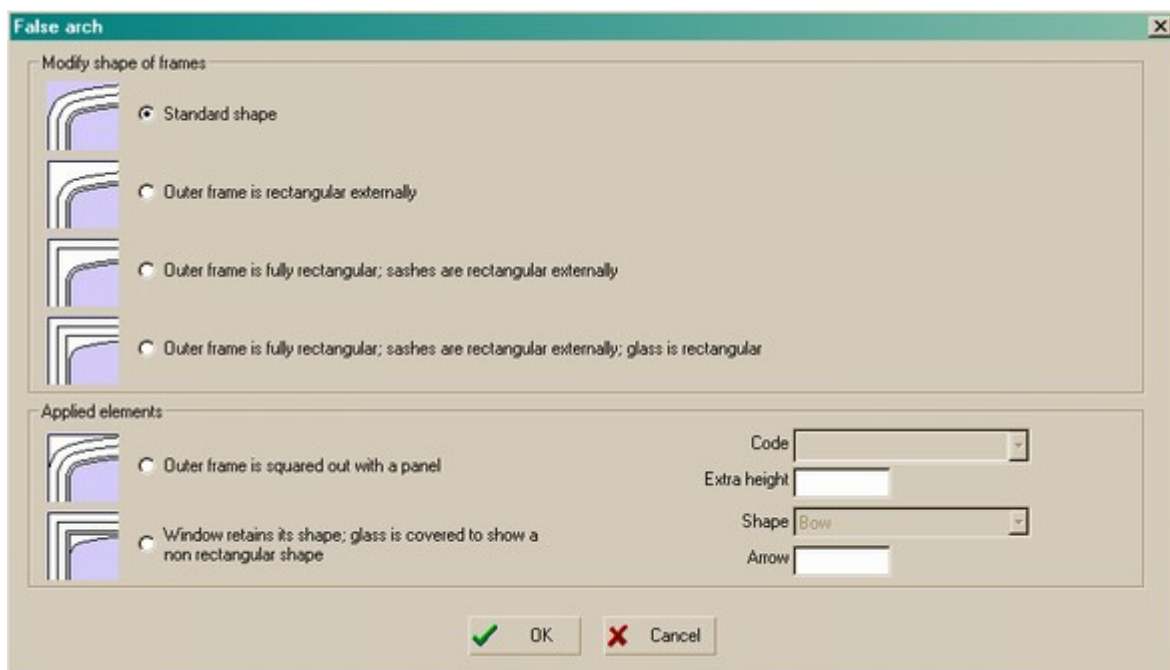 False arch
Modify shape of frames
Standard shape
Outer frame is rectangular externally
Outer frame is fully rectangular; sashes are rectangular externally
Outer frame is fully rectangular; sashes are rectangular externally; glass is rectangular
Applied elements
Outer frame is squared out with a panel
Code
Extra height
Window retains its shape; glass is covered to show a
non rectangular shape
Shape Bow
Arrow
OK Cancel